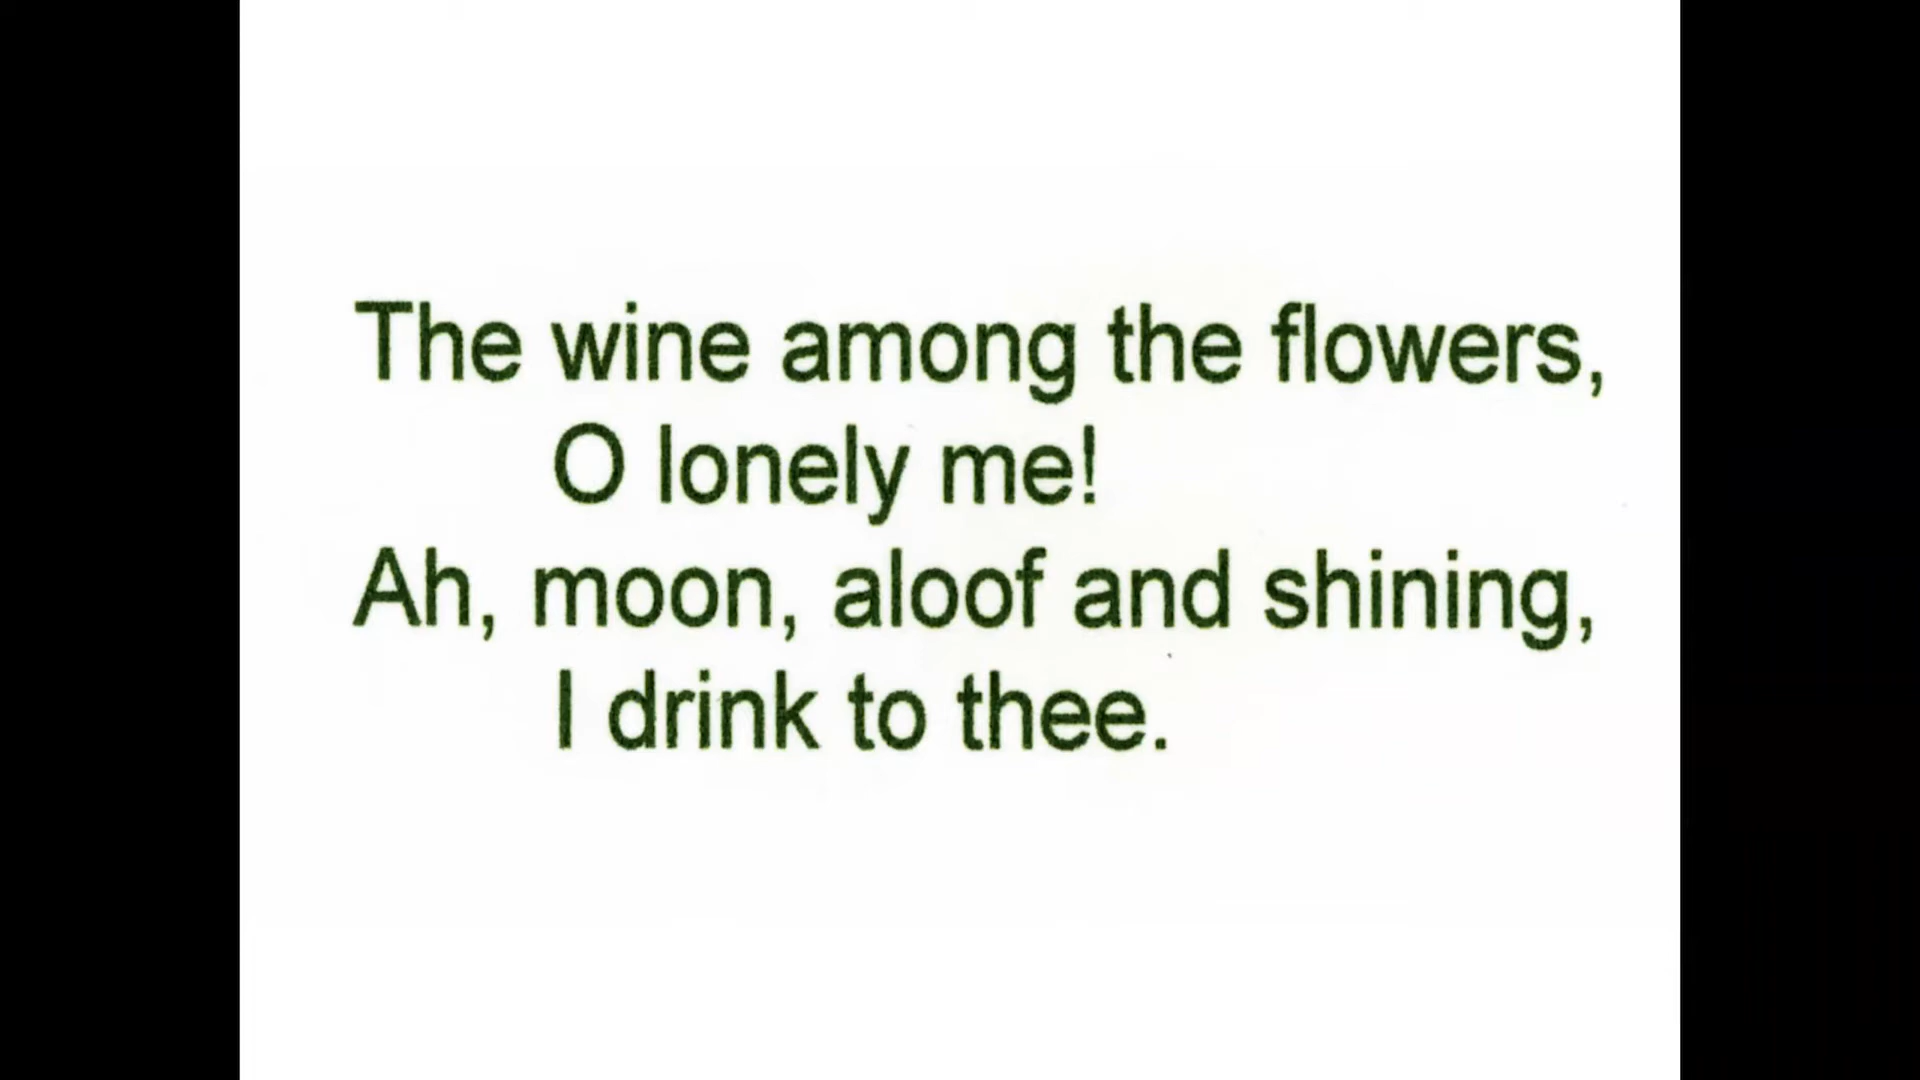 The wine among the flowers,
O lonely me!
Ah, moon, aloof and shining,
I drink to thee.